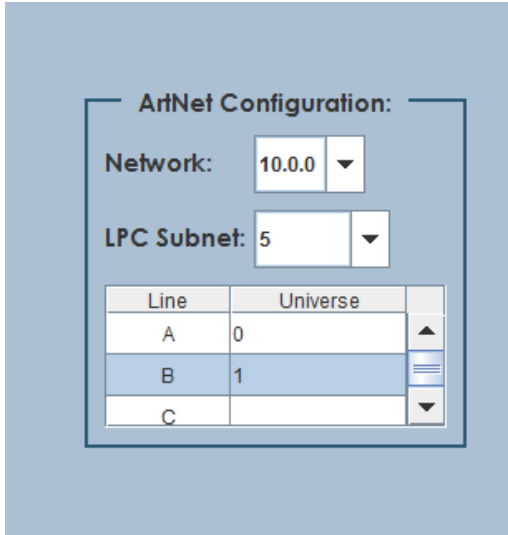 ArtNet Configuration:
Network: 10.0.0
LPC Subnet: 5
Line Universe
A 0
B 1
C